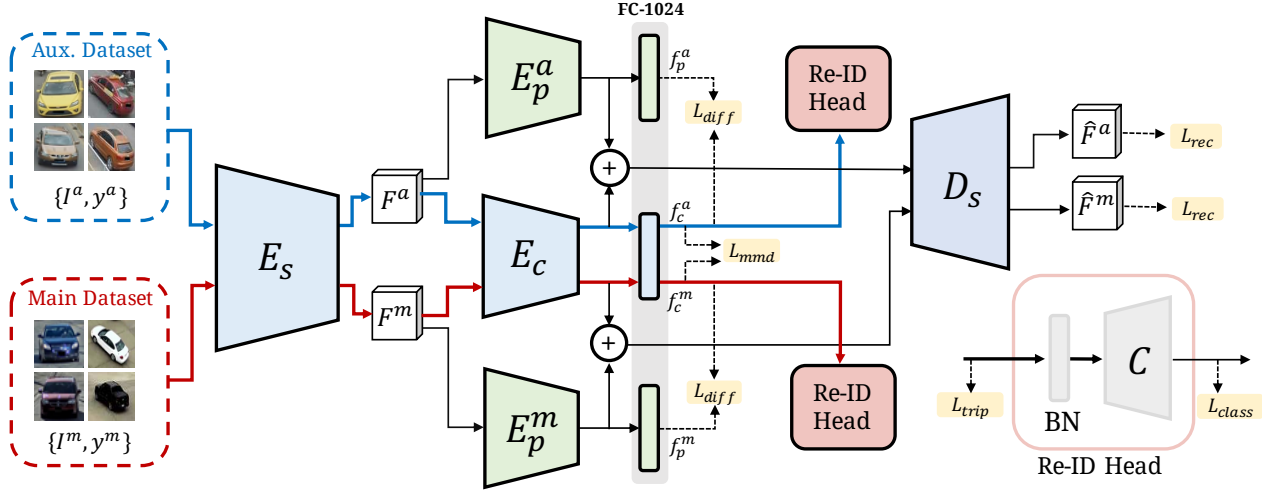 FC-1024
Aux. Dataset
{I^a, y^a}
Main Dataset
{I^m, y^m}
E_s
F^a
F^m
E_p^a
E_c
E_p^m
+
+
f_p^a
L_diff
f_c^a
L_mmd
f_c^m
L_diff
f_p^m
Re-ID
Head
Re-ID
Head
D_s
F̂^a
L_rec
F̂^m
L_rec
L_trip
BN
C
L_class
Re-ID Head